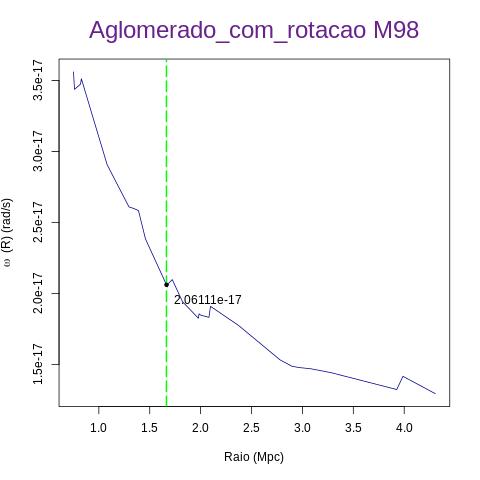 Aglomerado_com_rotacao M98
ω (R) (rad/s)
3.5e-17
3.0e-17
2.5e-17
2.0e-17
1.5e-17
2.06111e-17
1.0 1.5 2.0 2.5 3.0 3.5 4.0
Raio (Mpc)